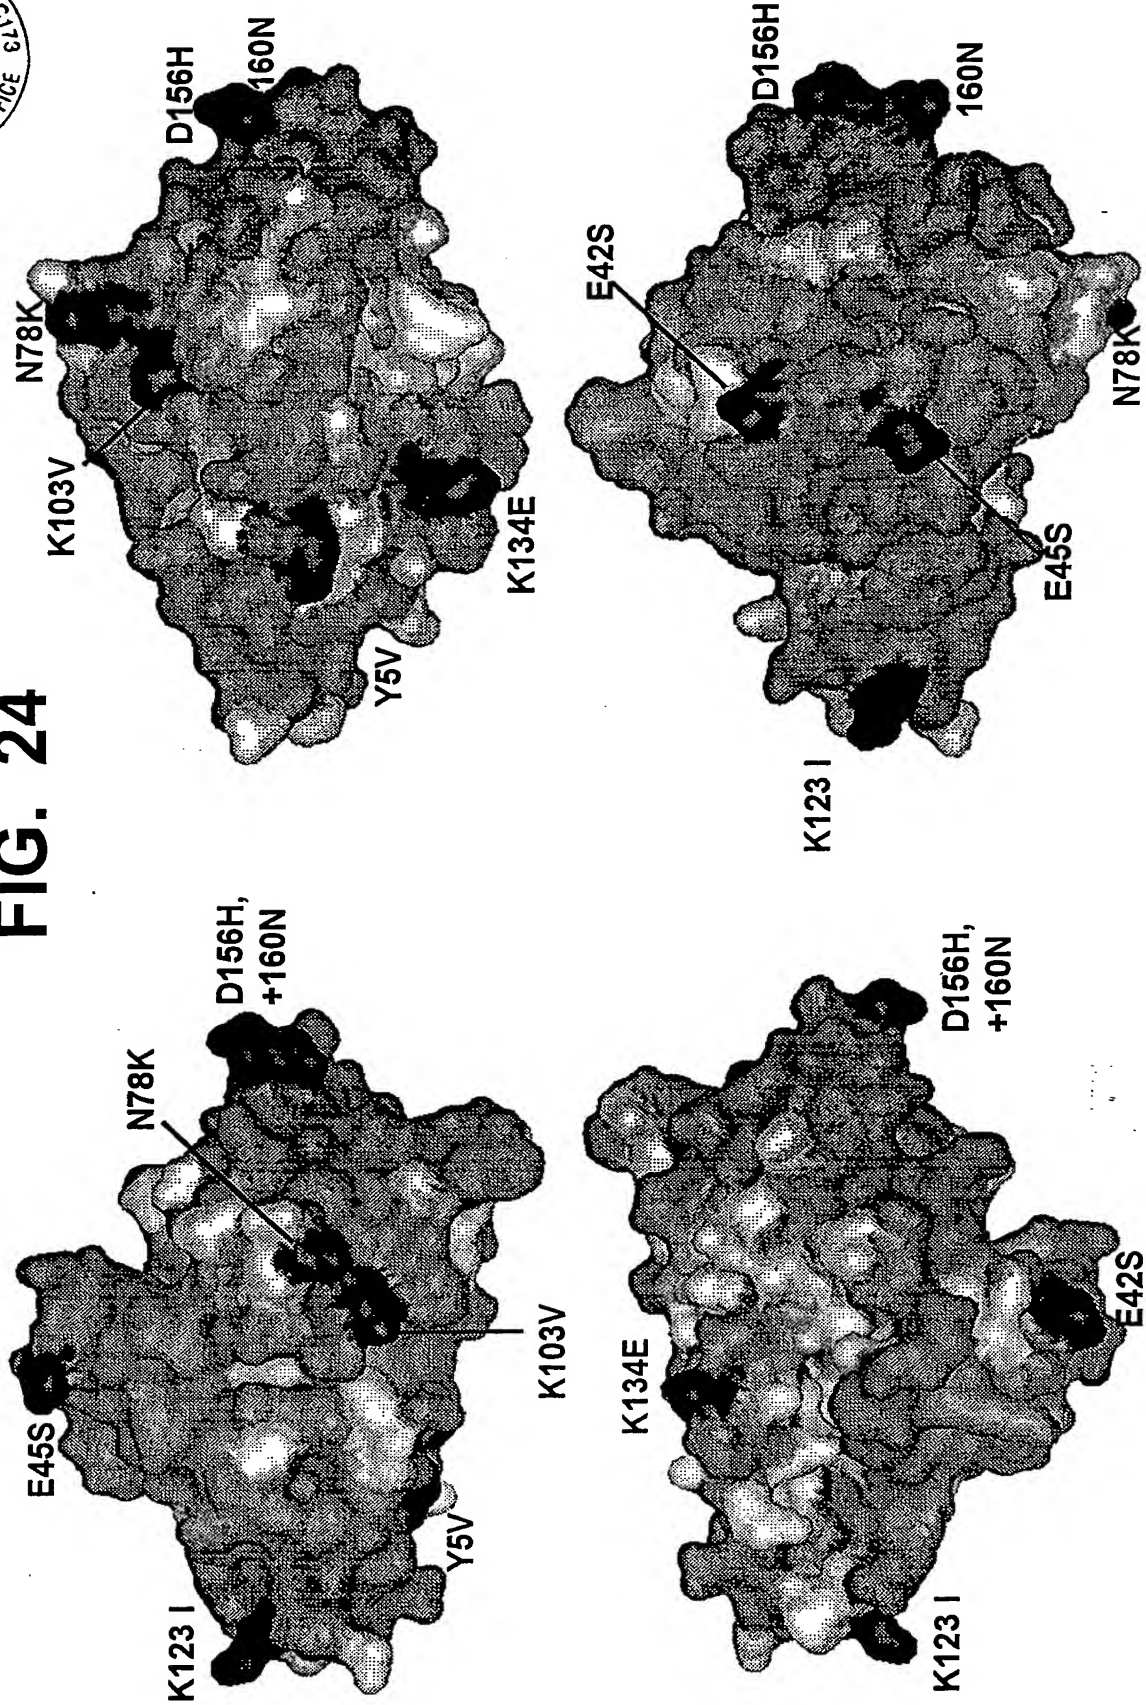 FIG. 24
E45S
N78K
K123 I
D156H,
+160N
Y5V
K103V
N78K
K103V
D156H
160N
Y5V
K134E
K134E
K123 I
D156H,
+160N
E42S
E42S
D156H
K123 I
160N
E45S
N78K